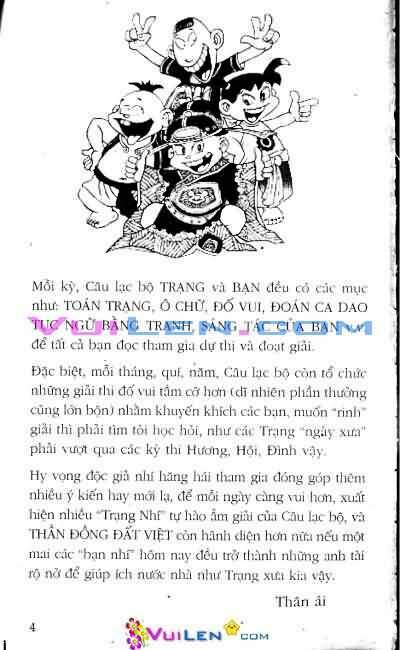 Mỗi kỳ, Câu lạc bộ TRẠNG và BẠN đều có các mục
như: TOÁN TRẠNG, Ô CHỮ, ĐỐ VUI, ĐOÁN CA DAO
TỤC NGỮ BẰNG TRANH, SÁNG TÁC CỦA BẠN v.v
để tất cả bạn đọc tham gia dự thi và đoạt giải.
Đặc biệt, mỗi tháng, quí, năm, Câu lạc bộ còn tổ chức
những giải thi đố vui tầm cỡ hơn (dĩ nhiên phần thưởng
cũng lớn bộn) nhằm khuyến khích các bạn, muốn "rinh"
giải thì phải tìm tòi học hỏi, như các Trạng "ngày xưa"
phải vượt qua các kỳ thi Hương, Hội, Đình vậy.
Hy vọng độc giả nhí hăng hái tham gia đóng góp thêm
nhiều ý kiến hay mới lạ, để mỗi ngày càng vui hơn, xuất
hiện nhiều "Trạng Nhí" tự hào ẵm giải của Câu lạc bộ, và
THẦN ĐỒNG ĐẤT VIỆT còn hãnh diện hơn nữa nếu một
mai các "bạn nhí" hôm nay đều trở thành những anh tài
rộ nở để giúp ích nước nhà như Trạng xưa kia vậy.
Thân ái
4
VUILEN.COM